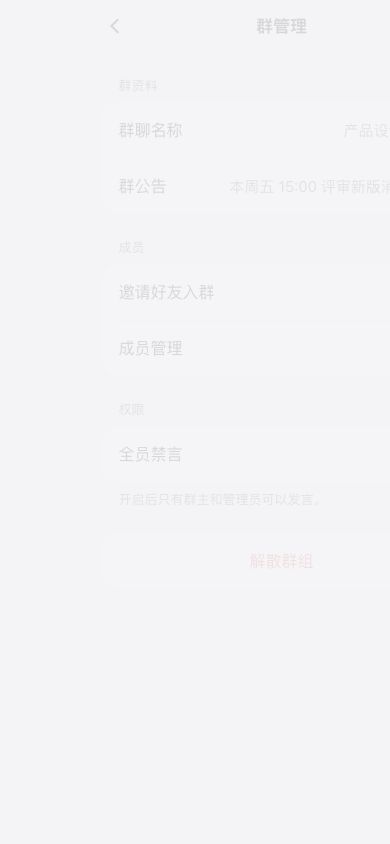 群管理
群资料
群聊名称 产品设
群公告 本周五 15:00 评审新版
成员
邀请好友入群
成员管理
权限
全员禁言
开启后只有群主和管理员可以发言。
解散群组